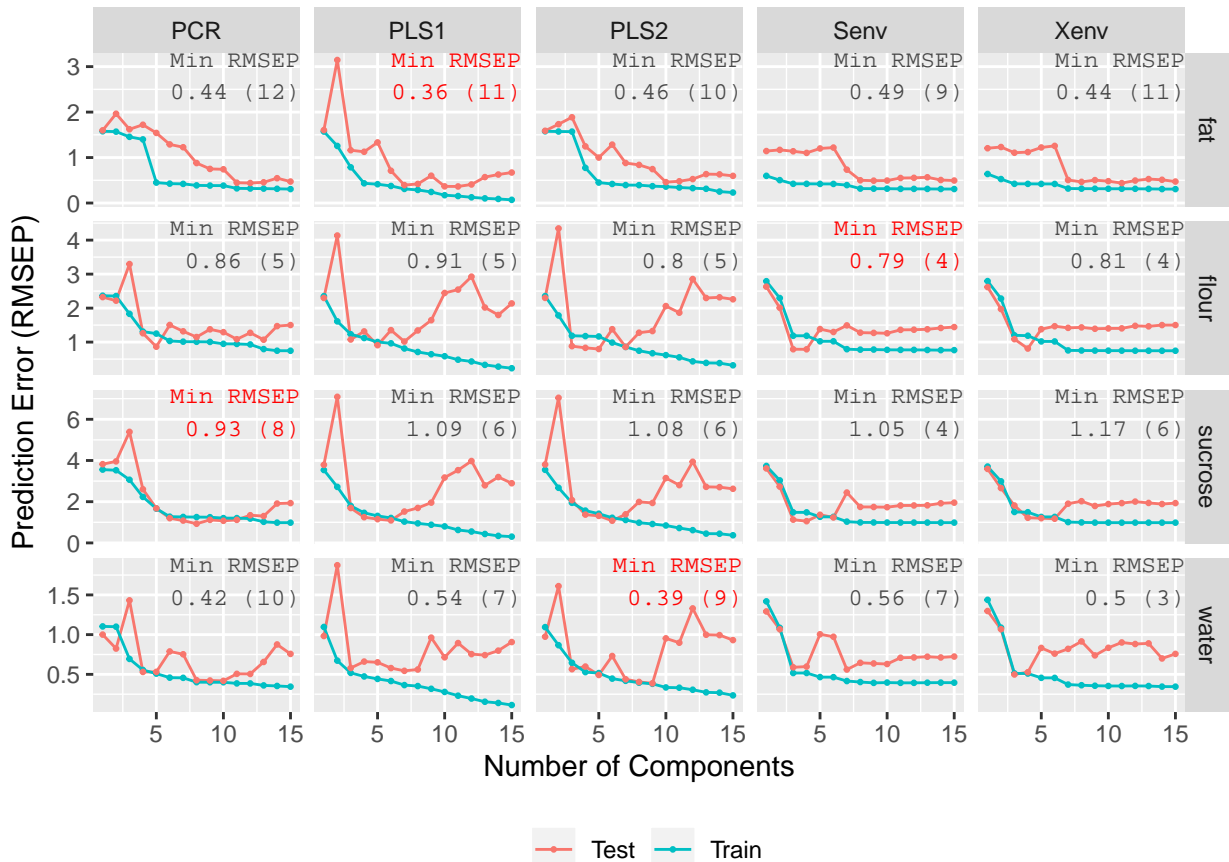 PCR PLS1 PLS2 Senv Xenv
Min RMSEP Min RMSEP Min RMSEP Min RMSEP Min RMSEP
0.44 (12) 0.36 (11) 0.46 (10) 0.49 (9) 0.44 (11)
fat
3
2
1
0
Min RMSEP Min RMSEP Min RMSEP Min RMSEP Min RMSEP
0.86 (5) 0.91 (5) 0.8 (5) 0.79 (4) 0.81 (4)
flour
4
3
2
1
Min RMSEP Min RMSEP Min RMSEP Min RMSEP Min RMSEP
0.93 (8) 1.09 (6) 1.08 (6) 1.05 (4) 1.17 (6)
sucrose
6
4
2
0
Min RMSEP Min RMSEP Min RMSEP Min RMSEP Min RMSEP
0.42 (10) 0.54 (7) 0.39 (9) 0.56 (7) 0.5 (3)
water
1.5
1.0
0.5
Prediction Error (RMSEP)
5 10 15 5 10 15 5 10 15 5 10 15 5 10 15
Number of Components
Test Train